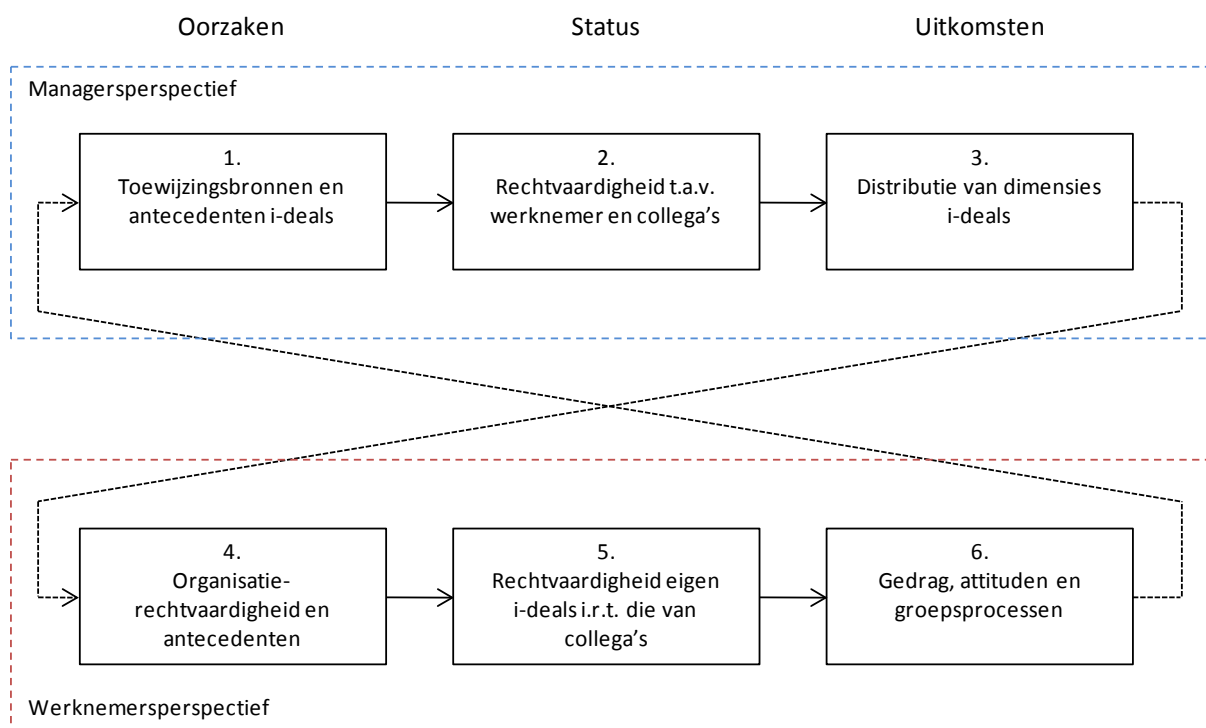 Oorzaken
Status
Uitkomsten
Managersperspectief
1.
Toewijzingsbronnen en
antecedenten i-deals
2.
Rechtvaardigheid t.a.v.
werknemer en collega’s
3.
Distributie van dimensies
i-deals
4.
Organisatie-
rechtvaardigheid en
antecedenten
5.
Rechtvaardigheid eigen
i-deals i.r.t. die van
collega’s
6.
Gedrag, attituden en
groepsprocessen
Werknemersperspectief